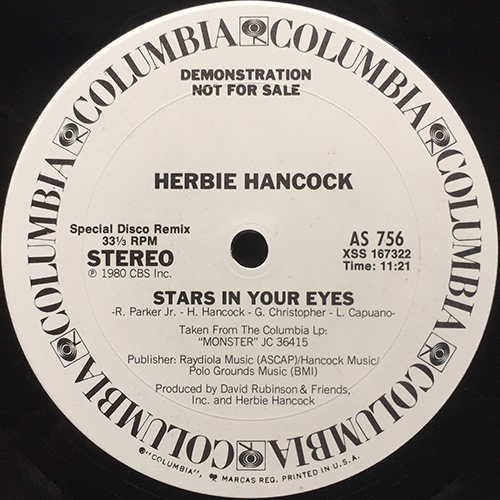 COLUMBIA COLUMBIA COLUMBIA COLUMBIA COLUMBIA COLUMBIA
DEMONSTRATION
NOT FOR SALE
HERBIE HANCOCK
Special Disco Remix
33⅓ RPM
STEREO
℗ 1980 CBS Inc.
AS 756
XSS 167322
Time: 11:21
STARS IN YOUR EYES
-R. Parker Jr. - H. Hancock - G. Christopher - L. Capuano-
Taken From The Columbia Lp:
"MONSTER" JC 36415
Publisher: Raydiola Music (ASCAP)/Hancock Music/
Polo Grounds Music (BMI)
Produced by David Rubinson & Friends,
Inc. and Herbie Hancock
"COLUMBIA", MARCAS REG. PRINTED IN U.S.A.